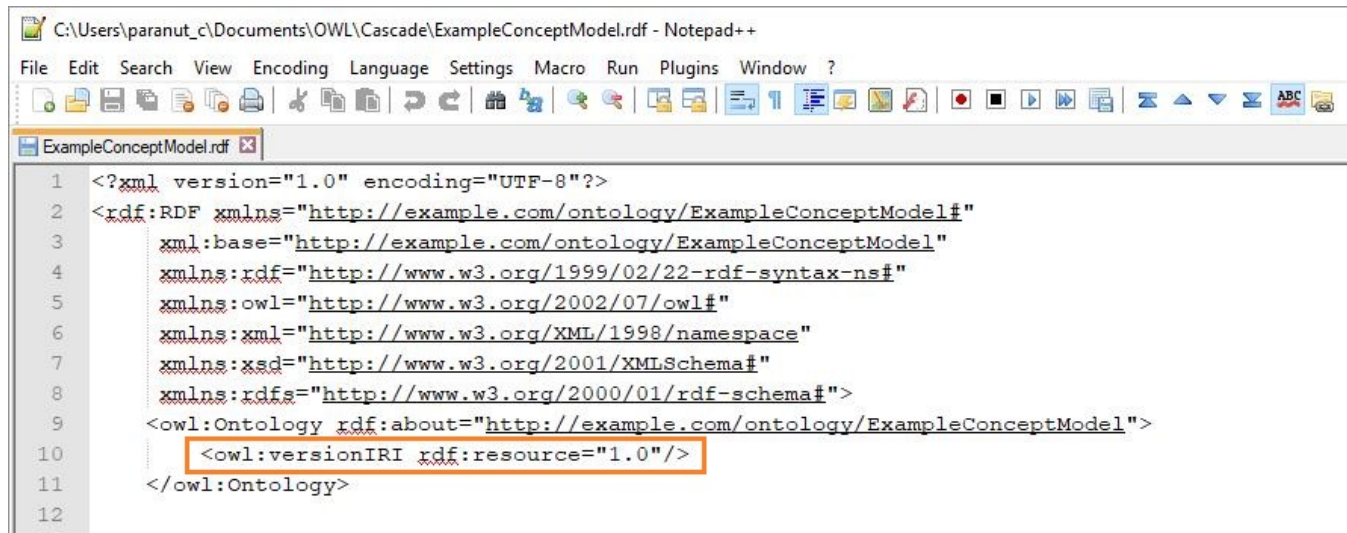 C:\Users\paranut_c\Documents\OWL\Cascade\ExampleConceptModel.rdf - Notepad++
File Edit Search View Encoding Language Settings Macro Run Plugins Window ?
ABC
ExampleConceptModel.rdf
1 <?xml version="1.0" encoding="UTF-8"?>
2 <rdf:RDF xmlns="http://example.com/ontology/ExampleConceptModel#"
3 xml:base="http://example.com/ontology/ExampleConceptModel"
4 xmlns:rdf="http://www.w3.org/1999/02/22-rdf-syntax-ns#"
5 xmlns:owl="http://www.w3.org/2002/07/owl#"
6 xmlns:xml="http://www.w3.org/XML/1998/namespace"
7 xmlns:xsd="http://www.w3.org/2001/XMLSchema#"
8 xmlns:rdfs="http://www.w3.org/2000/01/rdf-schema#">
9 <owl:Ontology rdf:about="http://example.com/ontology/ExampleConceptModel">
10 <owl:versionIRI rdf:resource="1.0"/>
11 </owl:Ontology>
12